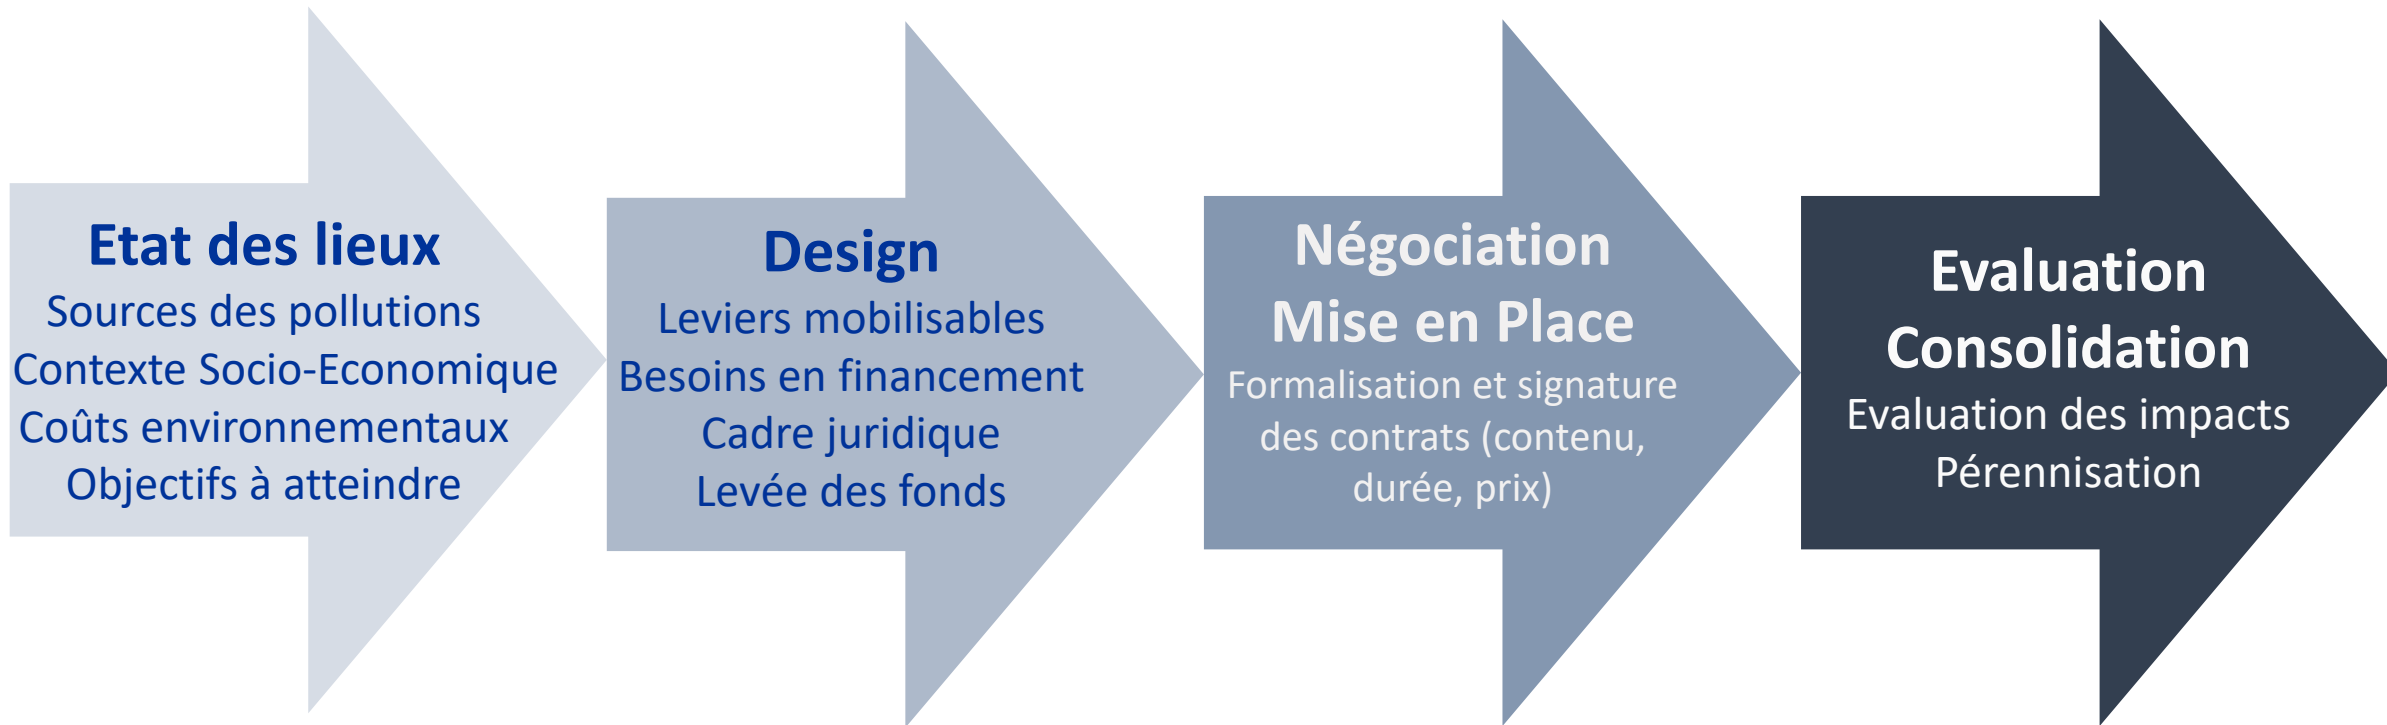 Etat des lieux
Sources des pollutions
Contexte Socio-Economique
Coûts environnementaux
Objectifs à atteindre
Design
Leviers mobilisables
Besoins en financement
Cadre juridique
Levée des fonds
Négociation
Mise en Place
Formalisation et signature
des contrats (contenu,
durée, prix)
Evaluation
Consolidation
Evaluation des impacts
Pérennisation